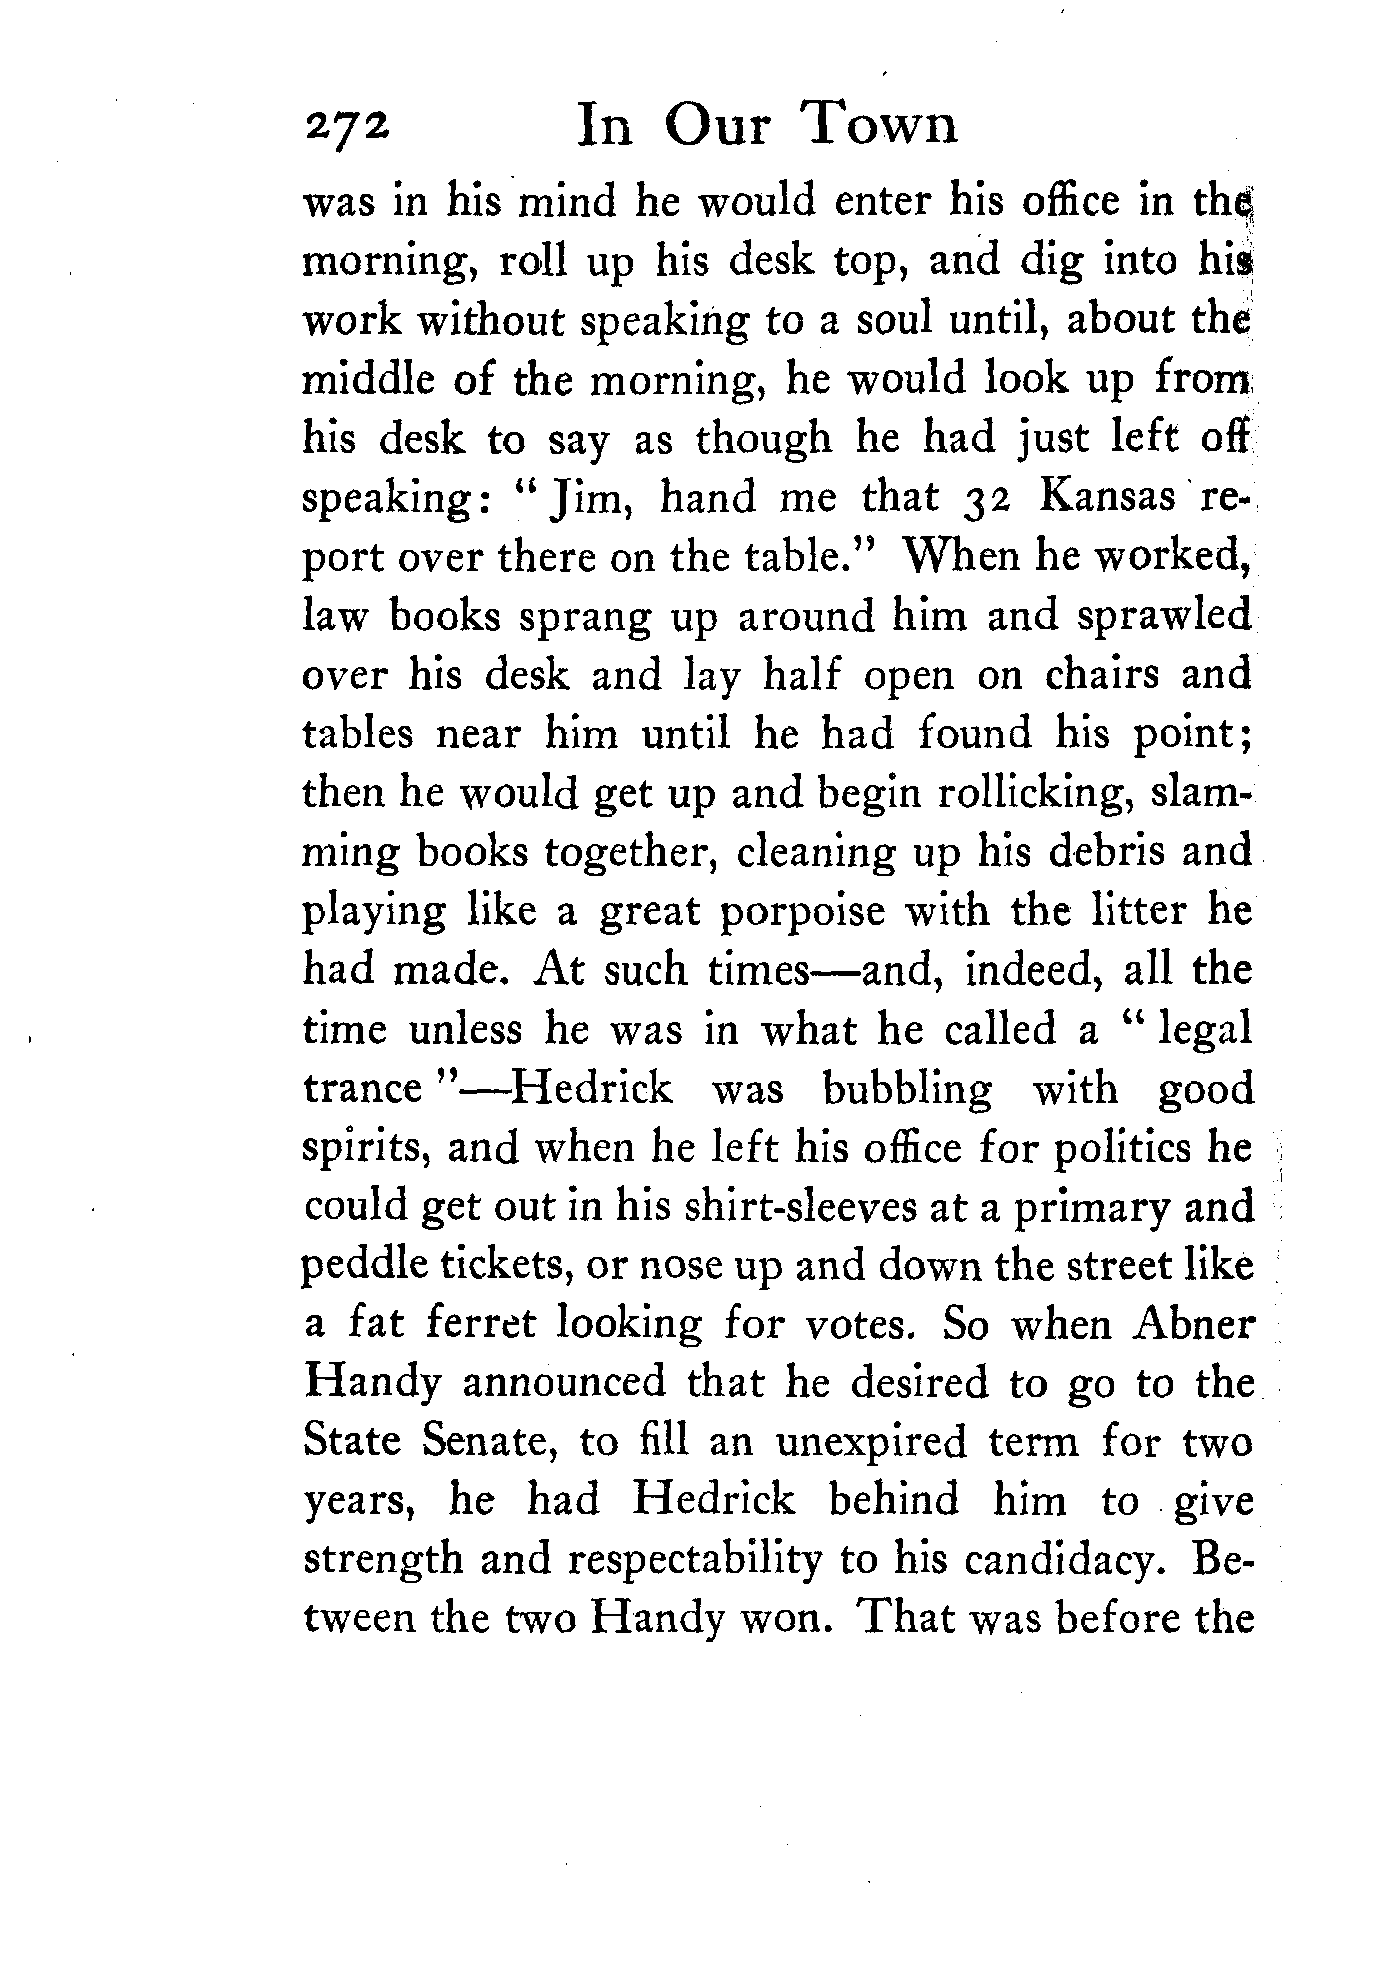 272 In Our Town
was in his mind he would enter his office in the
morning, roll up his desk top, and dig into his
work without speaking to a soul until, about the
middle of the morning, he would look up from
his desk to say as though he had just left off
speaking: “ Jim, hand me that 32 Kansas re-
port over there on the table.” When he worked,
law books sprang up around him and sprawled
over his desk and lay half open on chairs and
tables near him until he had found his point;
then he would get up and begin rollicking, slam-
ming books together, cleaning up his debris and
playing like a great porpoise with the litter he
had made. At such times—and, indeed, all the
time unless he was in what he called a “ legal
trance ”—Hedrick was bubbling with good
spirits, and when he left his office for politics he
could get out in his shirt-sleeves at a primary and
peddle tickets, or nose up and down the street like
a fat ferret looking for votes. So when Abner
Handy announced that he desired to go to the
State Senate, to fill an unexpired term for two
years, he had Hedrick behind him to give
strength and respectability to his candidacy. Be-
tween the two Handy won. That was before the